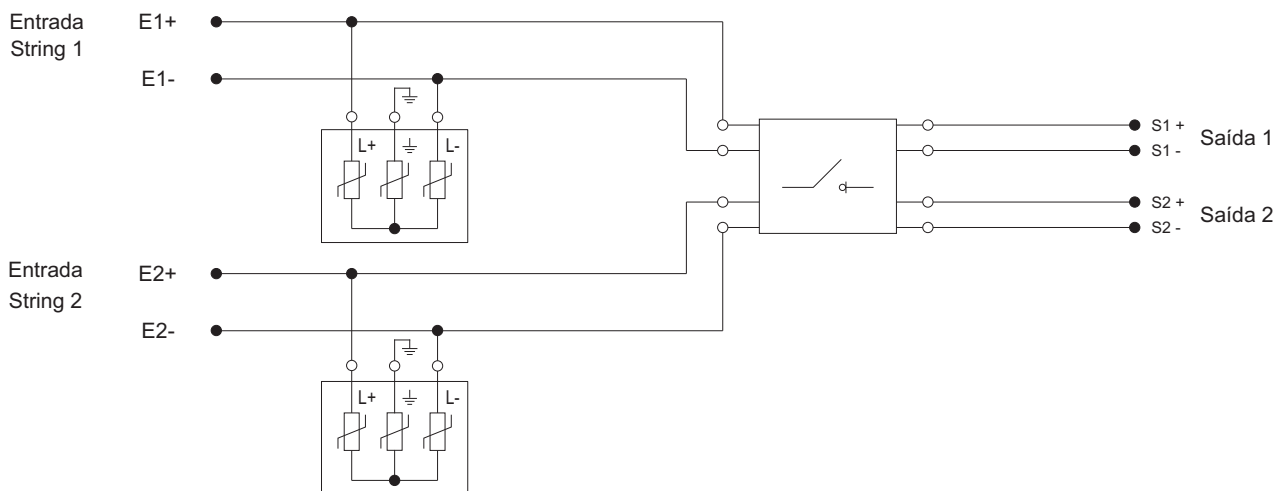 Entrada
String 1
E1+
E1-
L+
L-
S1 +
S1 -
Saída 1
S2 +
S2 -
Saída 2
Entrada
String 2
E2+
E2-
L+
L-